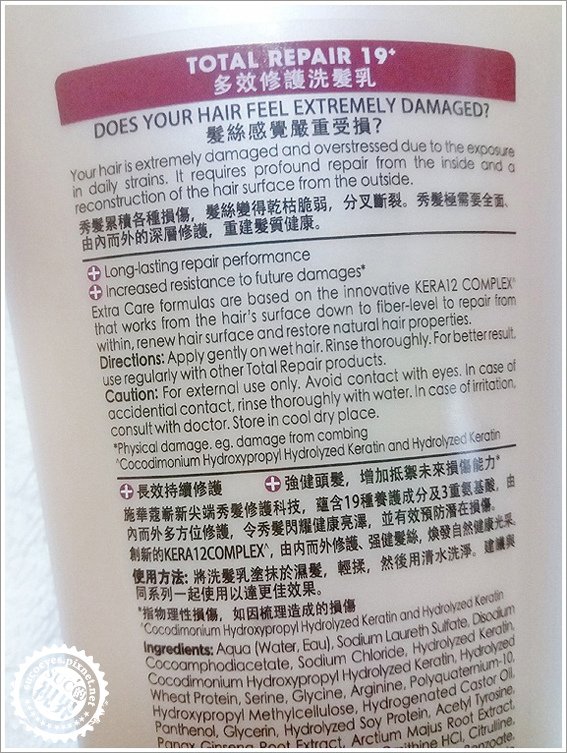 TOTAL REPAIR 19+
多效修護洗髮乳
DOES YOUR HAIR FEEL EXTREMELY DAMAGED?
髮絲感覺嚴重受損?
Your hair is extremely damaged and overstressed due to the exposure
in daily strains. It requires profound repair from the inside and a
reconstruction of the hair surface from the outside.
秀髮累積各種損傷，髮絲變得乾枯脆弱，分叉斷裂。秀髮極需要全面、
由內而外的深層修護，重建髮質健康。
Long-lasting repair performance
Increased resistance to future damages*
Extra Care formulas are based on the innovative KERA12 COMPLEX^
that works from the hair's surface down to fiber-level to repair from
within, renew hair surface and restore natural hair properties.
Directions: Apply gently on wet hair. Rinse thoroughly. For better result,
use regularly with other Total Repair products.
Caution: For external use only. Avoid contact with eyes. In case of
accidential contact, rinse thoroughly with water. In case of irritation,
consult with doctor. Store in cool dry place.
*Physical damage. eg. damage from combing
^Cocodimonium Hydroxypropyl Hydrolyzed Keratin and Hydrolyzed Keratin
長效持續修護 強健頭髮，增加抵禦未來損傷能力*
施華蔻嶄新尖端秀髮修護科技，蘊含19種養護成分及3重氨基酸，由
內而外多方位修護，令秀髮閃耀健康亮澤，並有效預防潛在損傷。
創新的KERA12COMPLEX^，由內而外修護、强健髮絲，煥發自然健康光采。
使用方法: 將洗髮乳塗抹於濕髮，輕揉，然後用清水洗淨。建議與
同系列一起使用以達更佳效果。
*指物理性損傷，如因梳理造成的損傷
^Cocodimonium Hydroxypropyl Hydrolyzed Keratin and Hydrolyzed Keratin
Ingredients: Aqua (Water, Eau), Sodium Laureth Sulfate, Disodium
Cocoamphodiacetate, Sodium Chloride, Hydrolyzed Keratin,
Cocodimonium Hydroxypropyl Hydrolyzed Keratin, Hydrolyzed
Wheat Protein, Serine, Glycine, Arginine, Polyquaternium-10,
Hydroxypropyl Methylcellulose, Hydrogenated Castor Oil,
Panthenol, Glycerin, Hydrolyzed Soy Protein, Acetyl Tyrosine,
Panax Ginseng Root Extract, Arctium Majus Root Extract,
HCl, Citrulline,